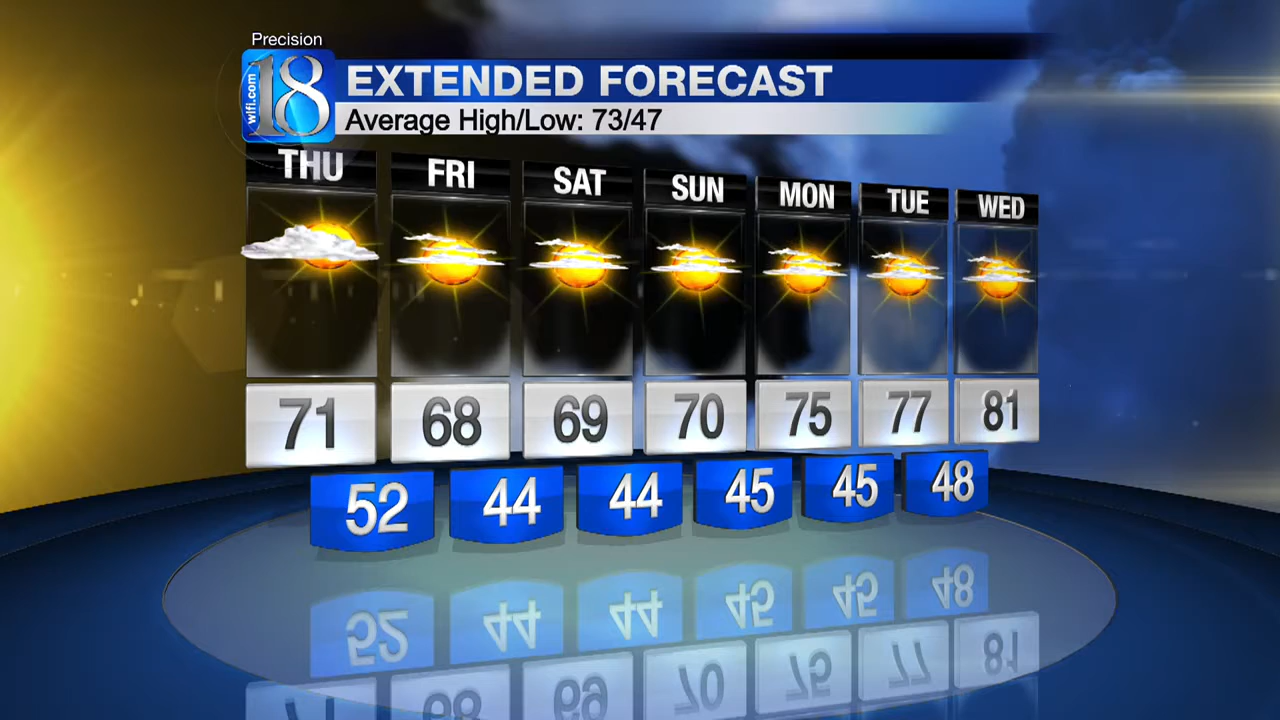 Precision
wlfi.com
18
EXTENDED FORECAST
Average High/Low: 73/47
THU FRI SAT SUN MON TUE WED
71 68 69 70 75 77 81
52 44 44 45 45 48